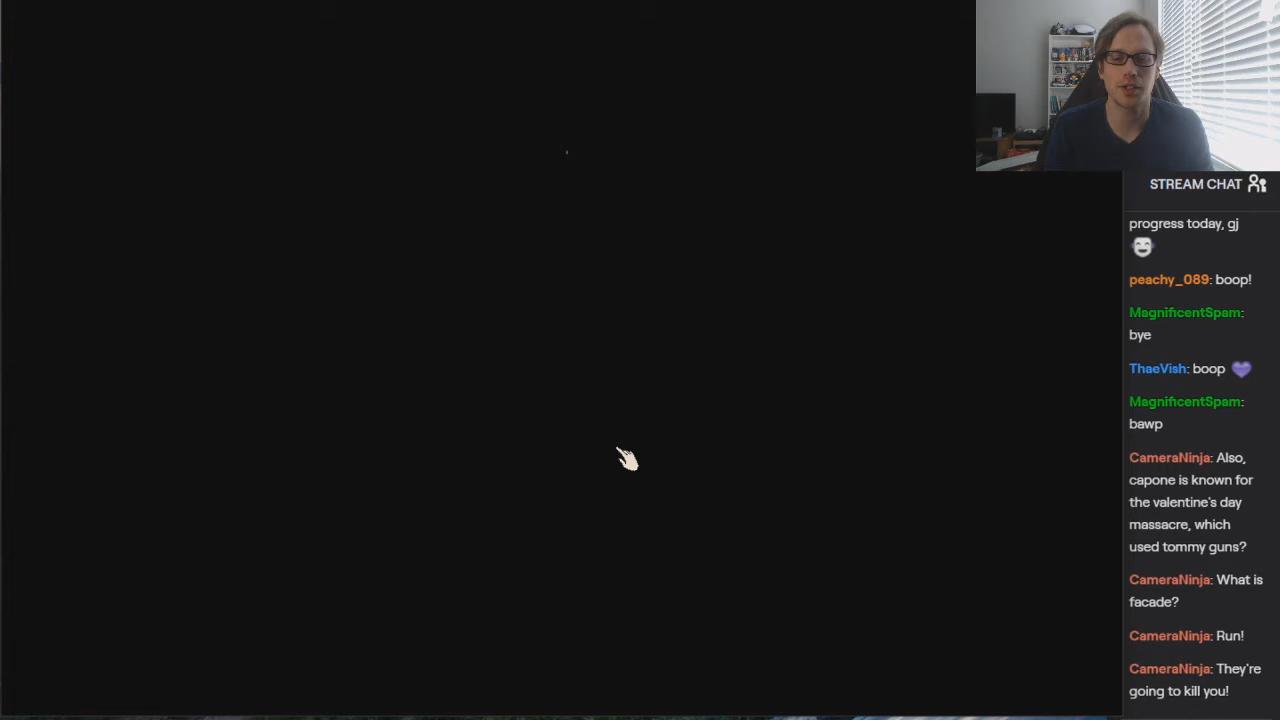 STREAM CHAT
progress today, gj
peachy_089: boop!
MagnificentSpam:
bye
ThaeVish: boop
MagnificentSpam:
bawp
CameraNinja: Also,
capone is known for
the valentine's day
massacre, which
used tommy guns?
CameraNinja: What is
facade?
CameraNinja: Run!
CameraNinja: They're
going to kill you!